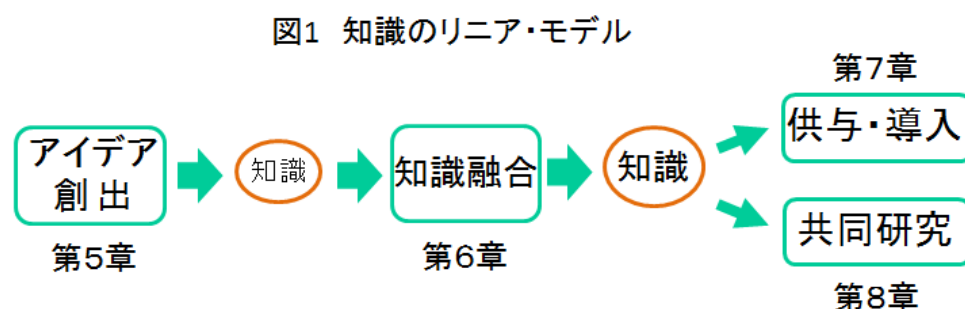 図1 知識のリニア・モデル
アイデア
創出
第5章
知識
知識融合
第6章
知識
第7章
供与・導入
共同研究
第8章